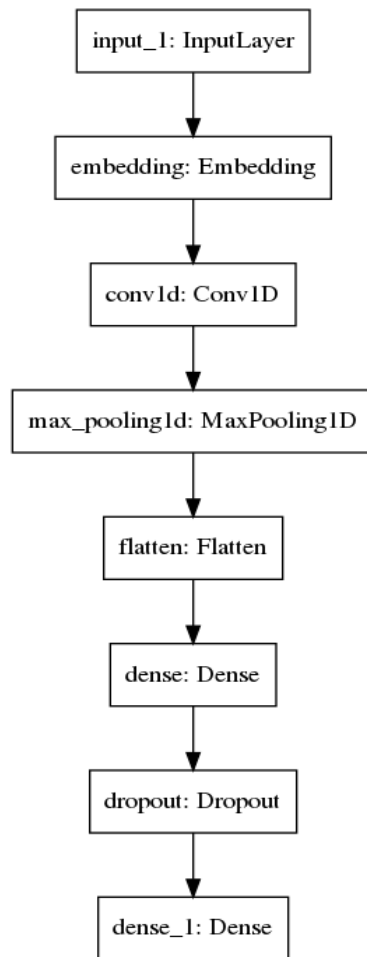 input_1: InputLayer
embedding: Embedding
conv1d: Conv1D
max_pooling1d: MaxPooling1D
flatten: Flatten
dense: Dense
dropout: Dropout
dense_1: Dense